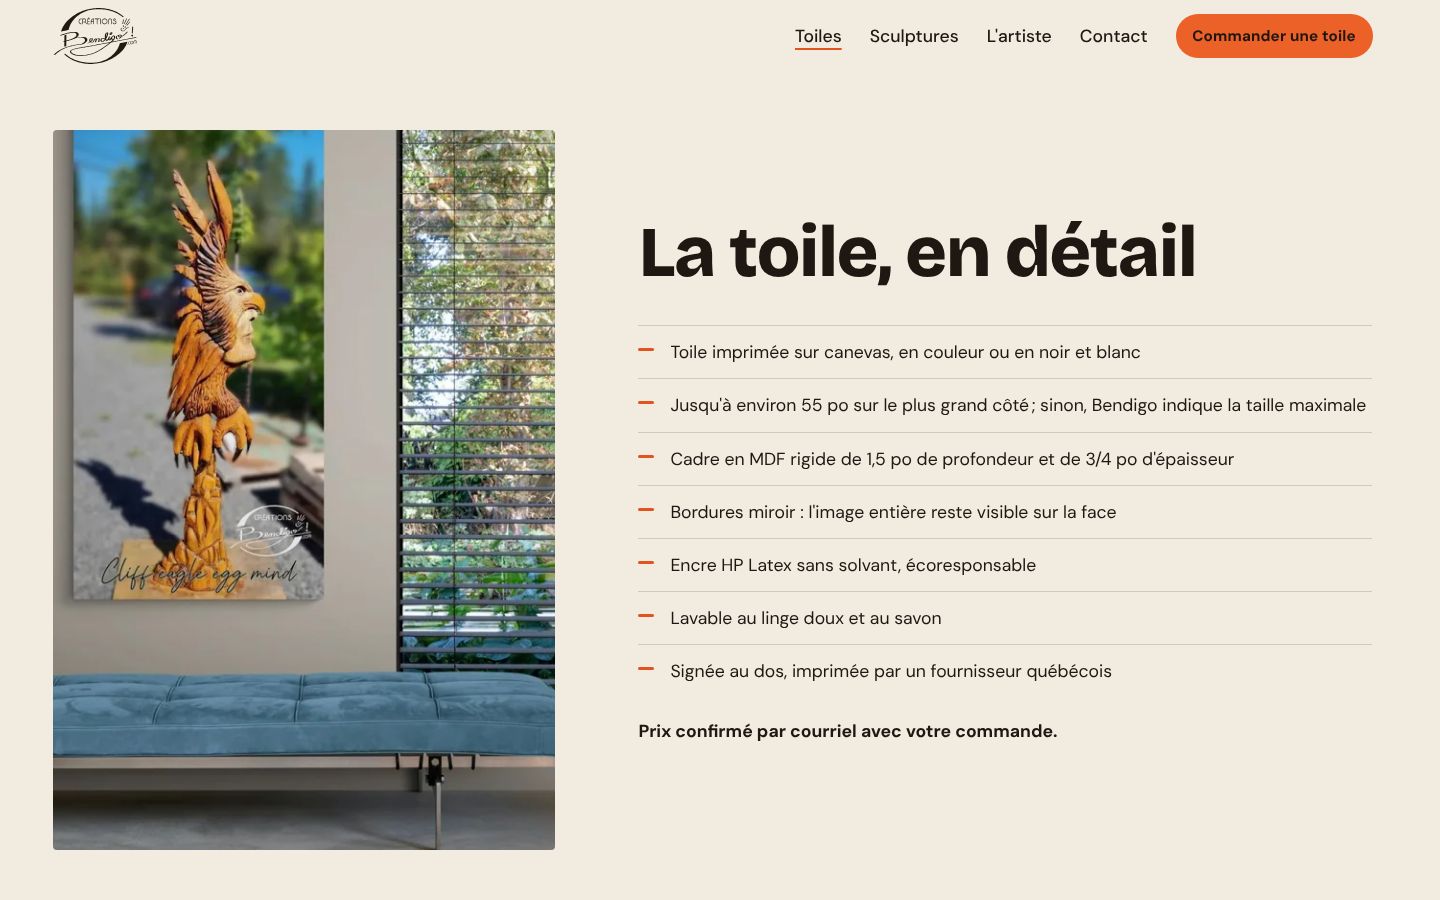 CRÉATIONS
Bendigo!
.com
Toiles
Sculptures
L'artiste
Contact
Commander une toile
CRÉATIONS
Bendigo!
.com
Cliff eagle egg mind
La toile, en détail
Toile imprimée sur canevas, en couleur ou en noir et blanc
Jusqu'à environ 55 po sur le plus grand côté ; sinon, Bendigo indique la taille maximale
Cadre en MDF rigide de 1,5 po de profondeur et de 3/4 po d'épaisseur
Bordures miroir : l'image entière reste visible sur la face
Encre HP Latex sans solvant, écoresponsable
Lavable au linge doux et au savon
Signée au dos, imprimée par un fournisseur québécois
Prix confirmé par courriel avec votre commande.